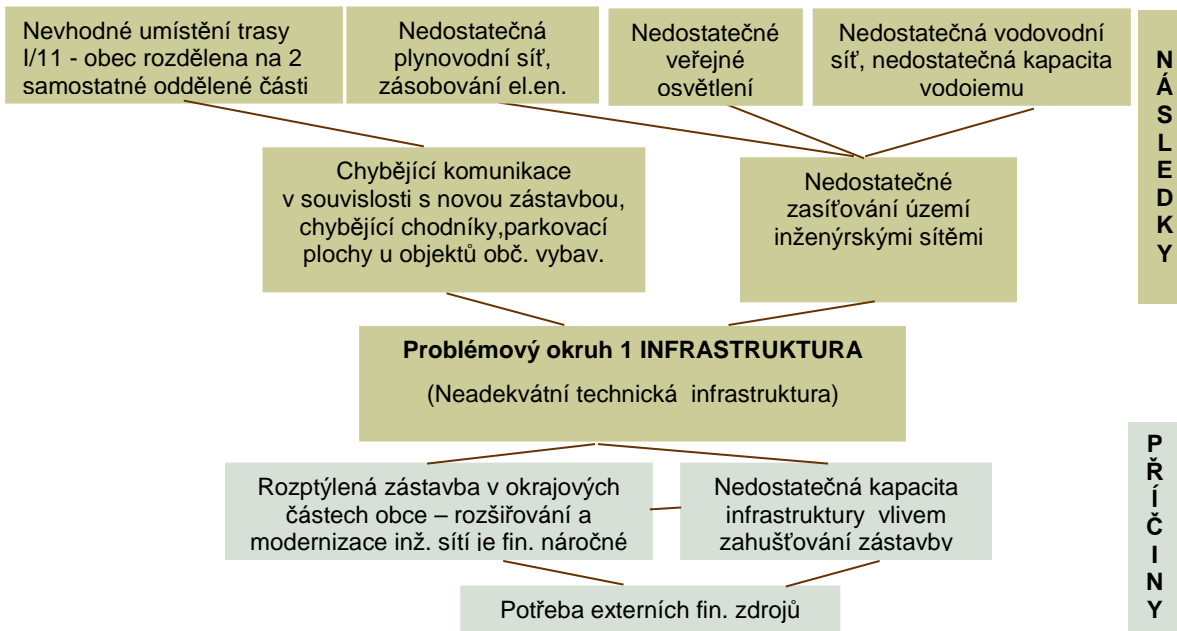 Nevhodné umístění trasy
I/11 - obec rozdělena na 2
samostatné oddělené části
Nedostatečná
plynovodní síť,
zásobování el.en.
Nedostatečné
veřejné
osvětlení
Nedostatečná vodovodní
síť, nedostatečná kapacita
vodojemu
NÁSLEDKY
Chybějící komunikace
v souvislosti s novou zástavbou,
chybějící chodníky,parkovací
plochy u objektů obč. vybav.
Nedostatečné
zasíťování území
inženýrskými sítěmi
Problémový okruh 1 INFRASTRUKTURA
(Neadekvátní technická infrastruktura)
PŘÍČINY
Rozptýlená zástavba v okrajových
částech obce – rozšiřování a
modernizace inž. sítí je fin. náročné
Nedostatečná kapacita
infrastruktury vlivem
zahušťování zástavby
Potřeba externích fin. zdrojů